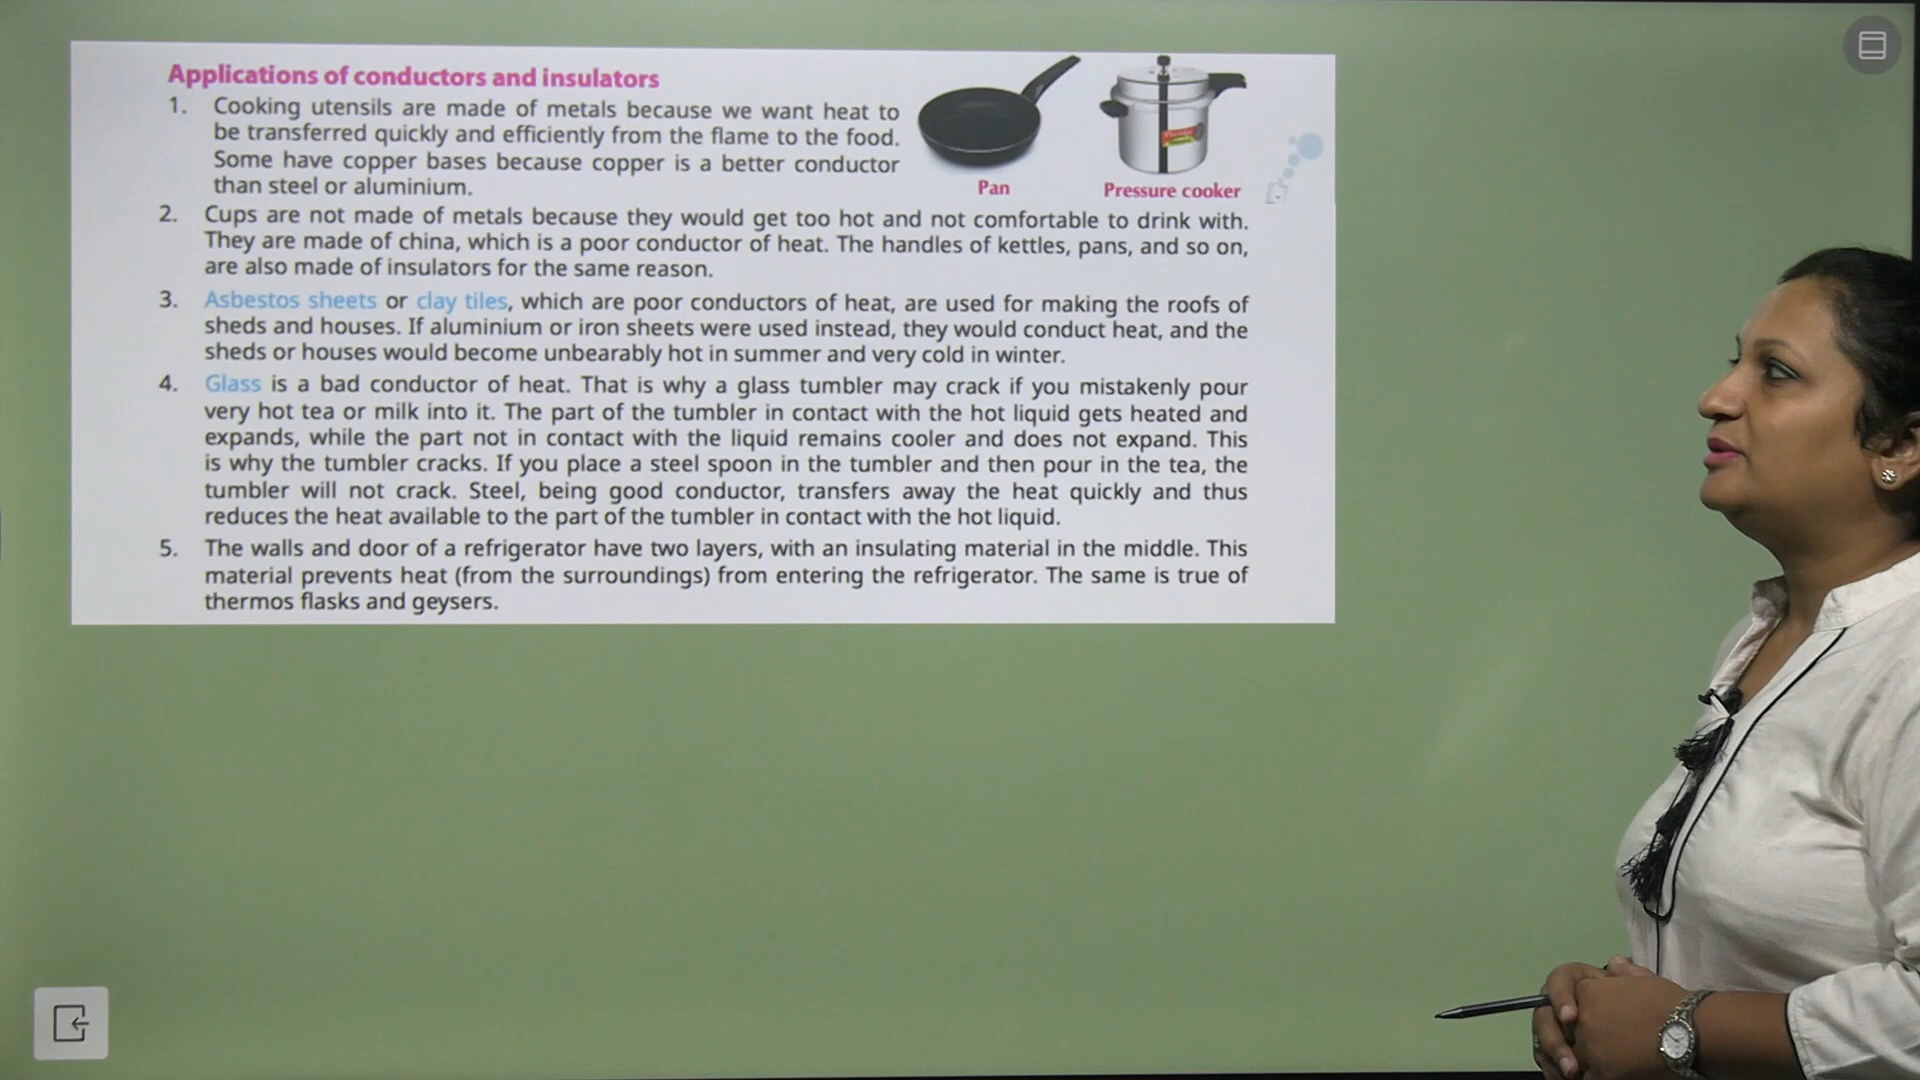 Applications of conductors and insulators
1. Cooking utensils are made of metals because we want heat to
be transferred quickly and efficiently from the flame to the food.
Some have copper bases because copper is a better conductor
than steel or aluminium.
Pan
Pressure cooker
2. Cups are not made of metals because they would get too hot and not comfortable to drink with.
They are made of china, which is a poor conductor of heat. The handles of kettles, pans, and so on,
are also made of insulators for the same reason.
3. Asbestos sheets or clay tiles, which are poor conductors of heat, are used for making the roofs of
sheds and houses. If aluminium or iron sheets were used instead, they would conduct heat, and the
sheds or houses would become unbearably hot in summer and very cold in winter.
4. Glass is a bad conductor of heat. That is why a glass tumbler may crack if you mistakenly pour
very hot tea or milk into it. The part of the tumbler in contact with the hot liquid gets heated and
expands, while the part not in contact with the liquid remains cooler and does not expand. This
is why the tumbler cracks. If you place a steel spoon in the tumbler and then pour in the tea, the
tumbler will not crack. Steel, being good conductor, transfers away the heat quickly and thus
reduces the heat available to the part of the tumbler in contact with the hot liquid.
5. The walls and door of a refrigerator have two layers, with an insulating material in the middle. This
material prevents heat (from the surroundings) from entering the refrigerator. The same is true of
thermos flasks and geysers.